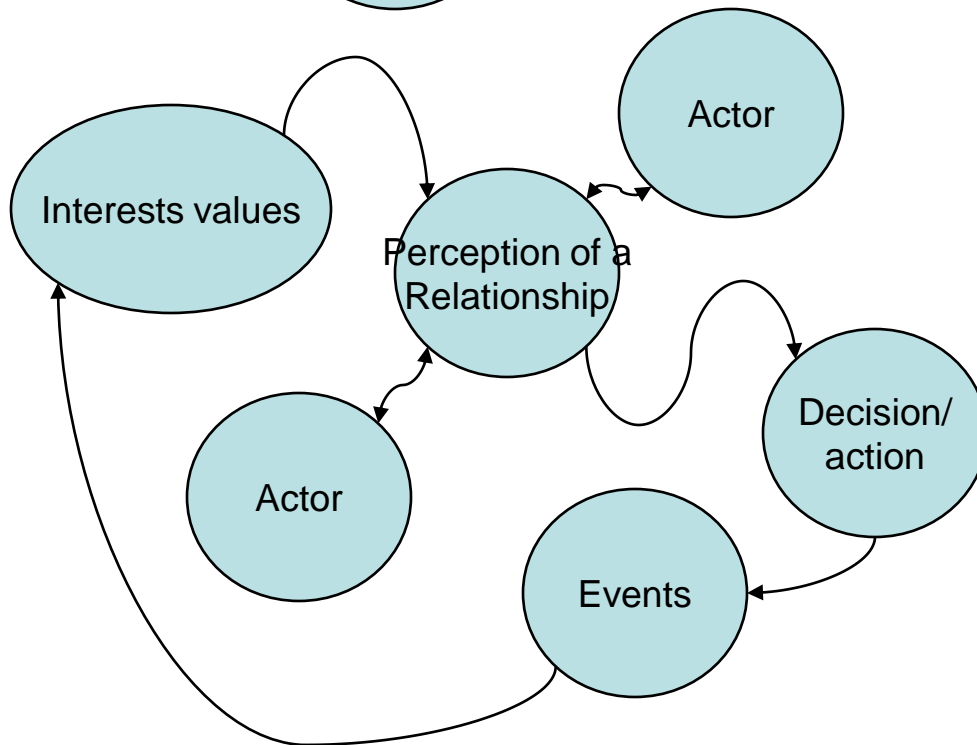 Actor
Interests values
Perception of a
Relationship
Decision/
action
Actor
Events